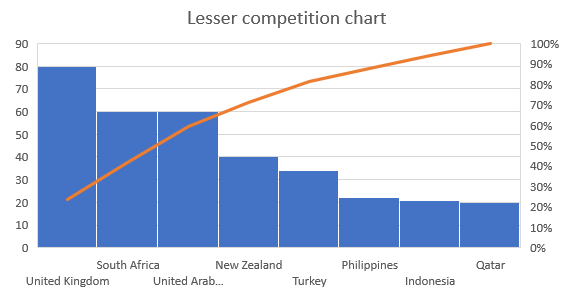 Lesser competition chart
90
80
70
60
50
40
30
20
10
0
100%
90%
80%
70%
60%
50%
40%
30%
20%
10%
0%
South Africa
New Zealand
Philippines
Qatar
United Kingdom
United Arab...
Turkey
Indonesia